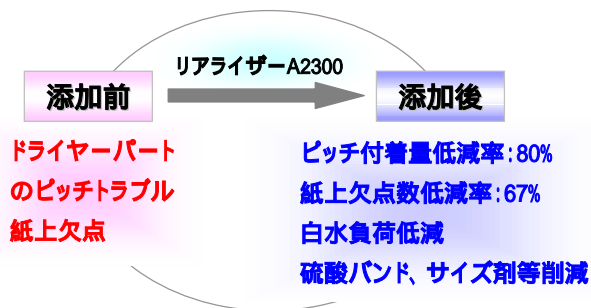 リアライザーA2300
添加前
添加後
ドライヤーパート
のピッチトラブル
紙上欠点
ピッチ付着量低減率：80%
紙上欠点数低減率：67%
白水負荷低減
硫酸バンド、サイズ剤等削減